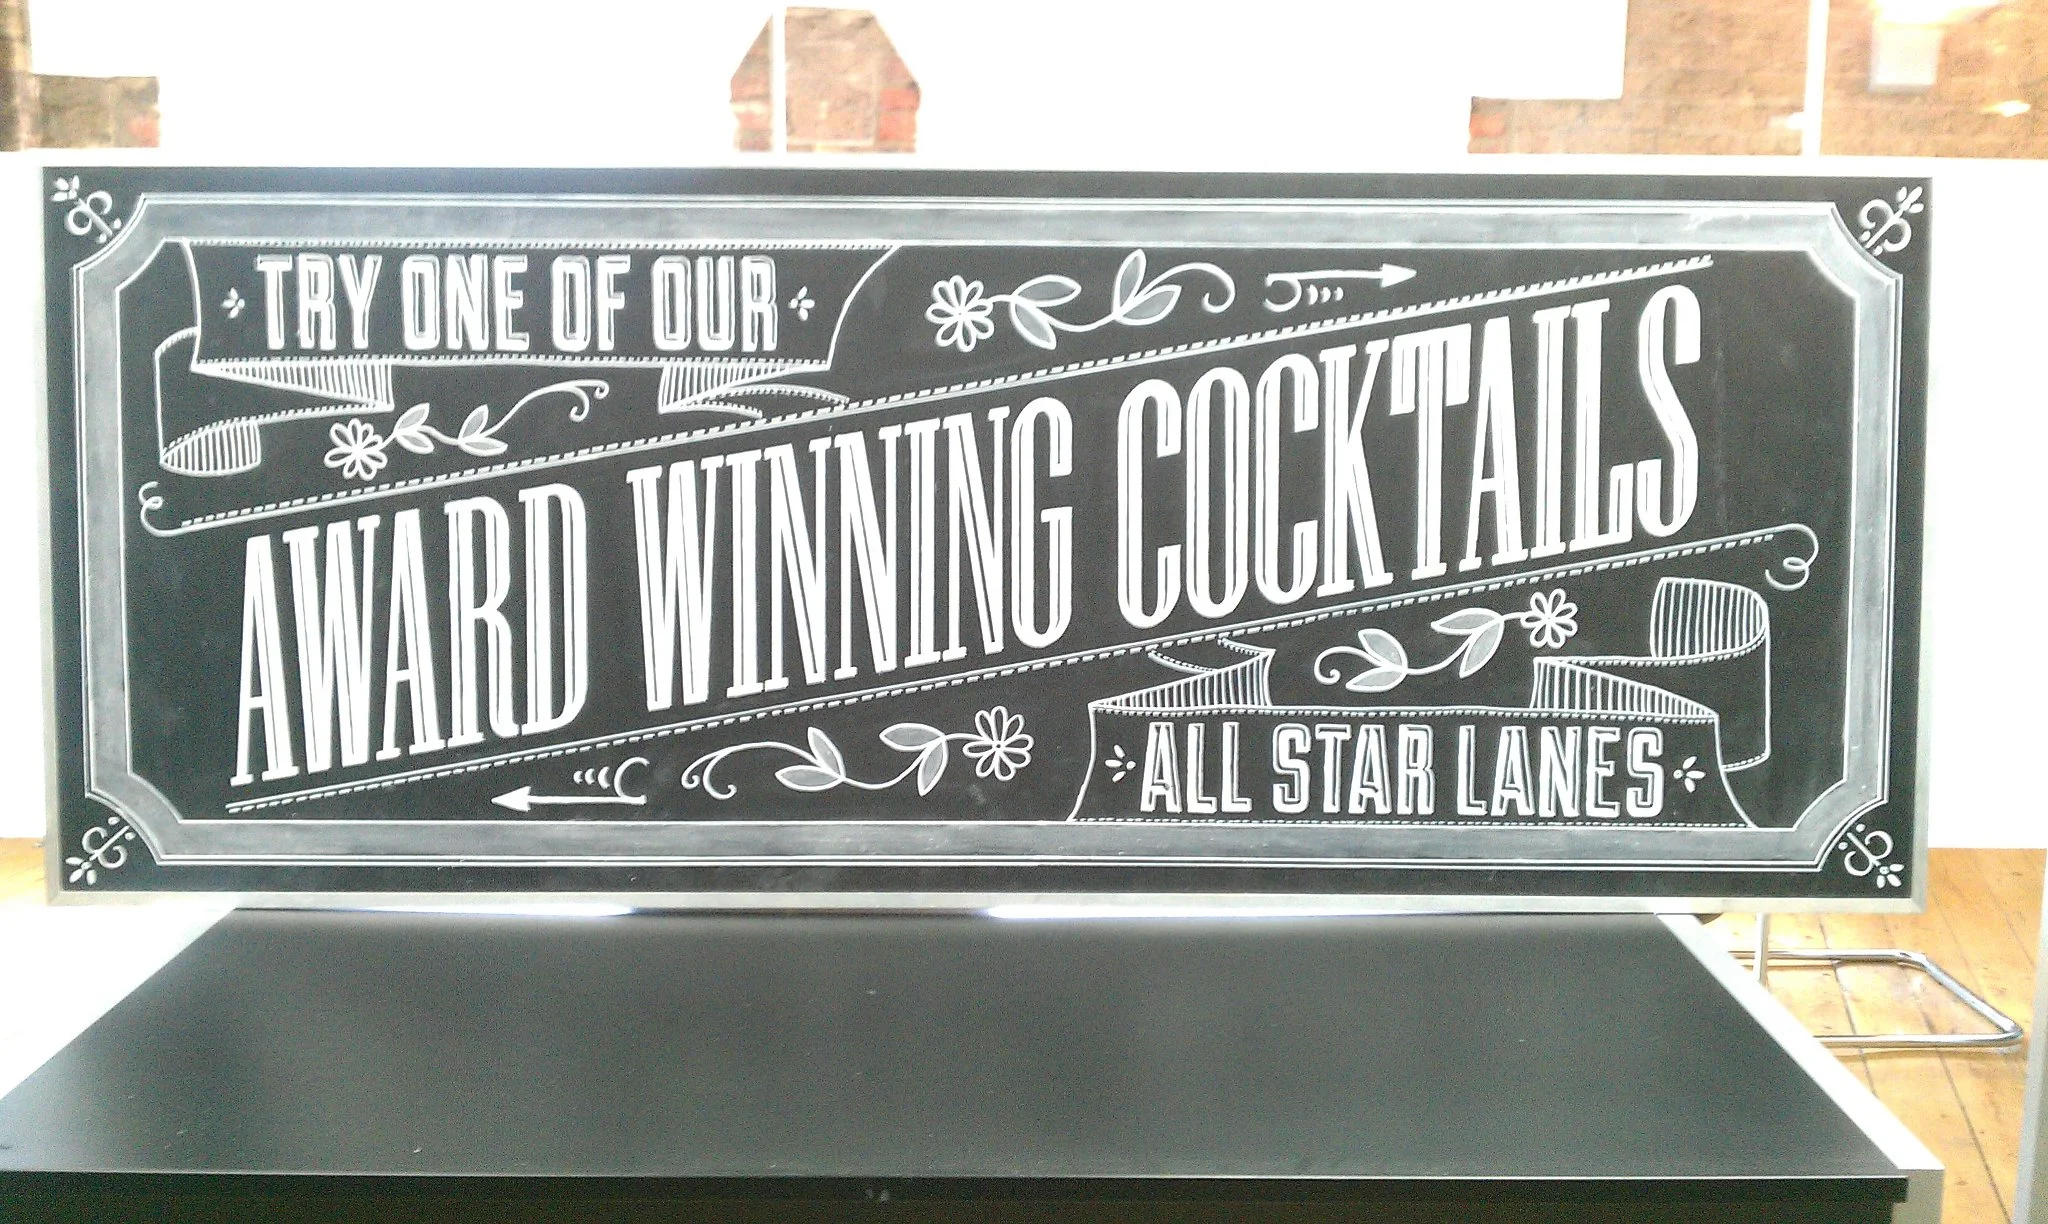 TRY ONE OF OUR
AWARD WINNING COCKTAILS
ALL STAR LANES